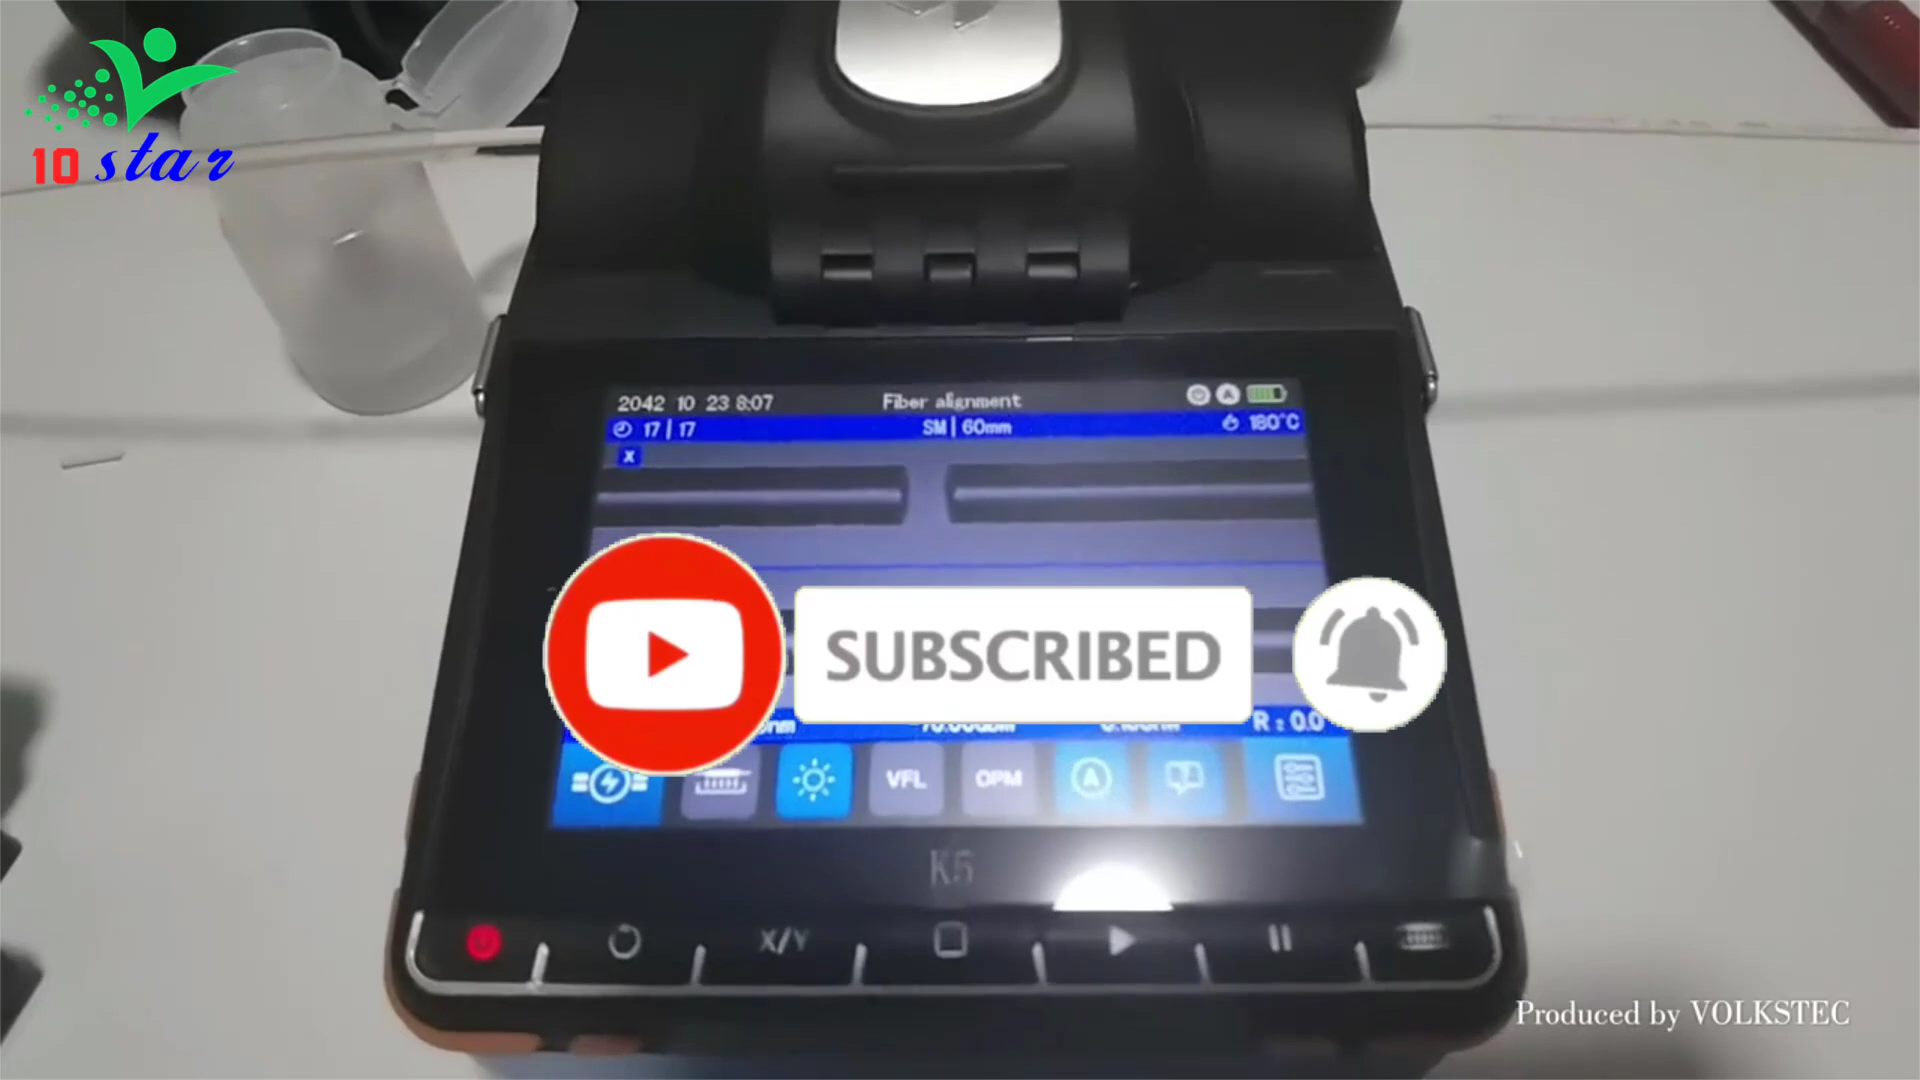 10 star
2042 10 23 8:07
Fiber alignment
17 | 17
SM | 60mm
180°C
X
SUBSCRIBED
R : 0.0
VFL
OPM
A
K5
X/Y
Produced by VOLKSTEC